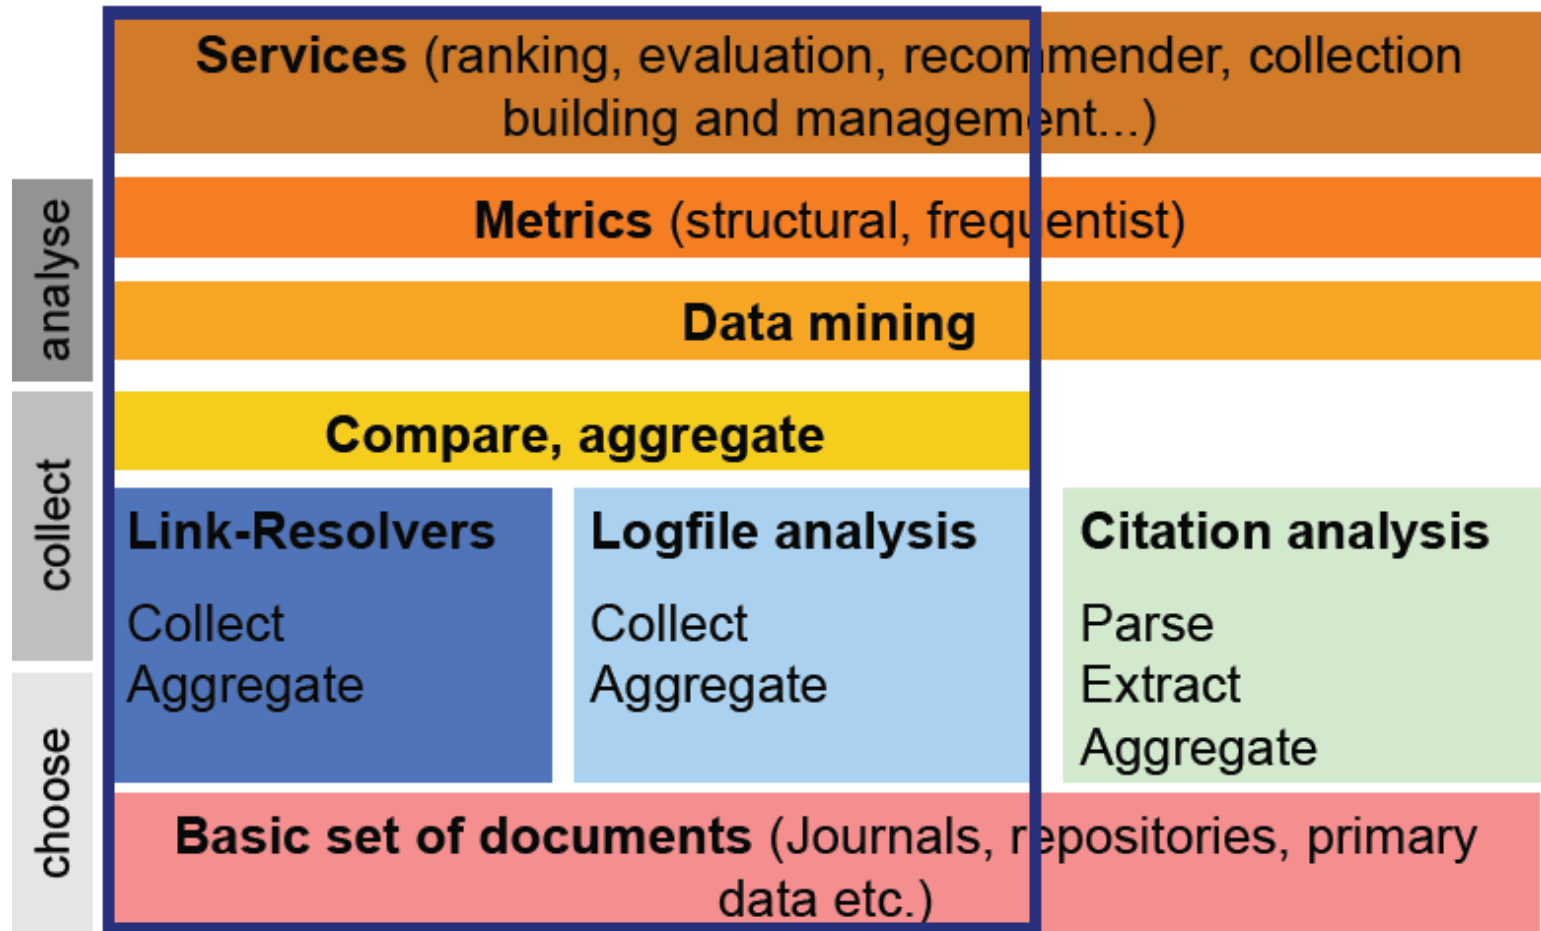 Services (ranking, evaluation, recommender, collection
building and management...)
analyse
Metrics (structural, frequentist)
Data mining
collect
Compare, aggregate
Link-Resolvers
Collect
Aggregate
Logfile analysis
Collect
Aggregate
Citation analysis
Parse
Extract
Aggregate
choose
Basic set of documents (Journals, repositories, primary
data etc.)